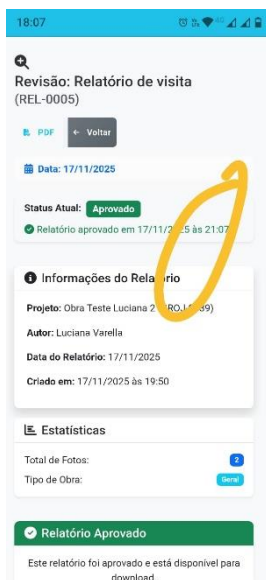 18:07
4G
Revisão: Relatório de visita
(REL-0005)
PDF
← Voltar
Data: 17/11/2025
Status Atual: Aprovado
Relatório aprovado em 17/11/2025 às 21:07
Informações do Relatório
Projeto: Obra Teste Luciana 2
Autor: Luciana Varella
Data do Relatório: 17/11/2025
Criado em: 17/11/2025 às 19:50
Estatísticas
Total de Fotos: 2
Tipo de Obra: Geral
Relatório Aprovado
Este relatório foi aprovado e está disponível para
download.